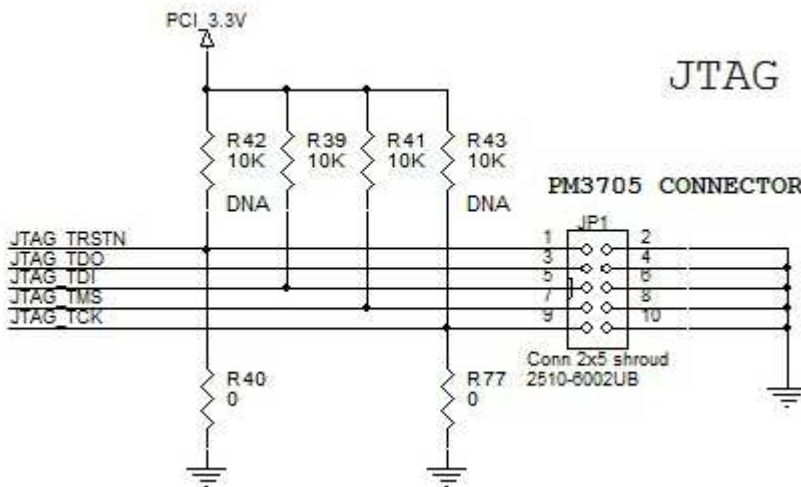 PCI_3.3V
JTAG
R42 R39 R41 R43
10K 10K 10K 10K
DNA DNA
PM3705 CONNECTOR
JP1
JTAG_TRSTN 1 2
JTAG_TDO 3 4
JTAG_TDI 5 6
JTAG_TMS 7 8
JTAG_TCK 9 10
Conn 2x5 shroud
2510-6002UB
R40 R77
0 0